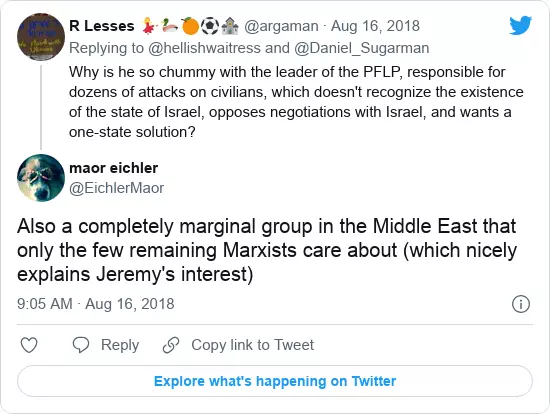 R Lesses 💃🦢🍊⚽🏰 @argaman · Aug 16, 2018
Replying to @hellishwaitress and @Daniel_Sugarman
Why is he so chummy with the leader of the PFLP, responsible for
dozens of attacks on civilians, which doesn't recognize the existence
of the state of Israel, opposes negotiations with Israel, and wants a
one-state solution?
maor eichler
@EichlerMaor
Also a completely marginal group in the Middle East that
only the few remaining Marxists care about (which nicely
explains Jeremy's interest)
9:05 AM · Aug 16, 2018
Reply
Copy link to Tweet
Explore what's happening on Twitter